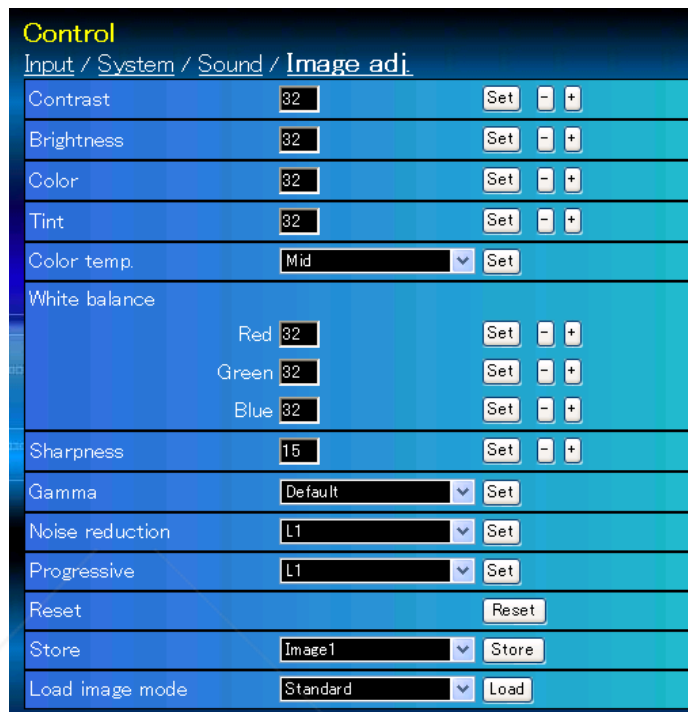 Control
Input / System / Sound / Image adj.
Contrast 32 Set - +
Brightness 32 Set - +
Color 32 Set - +
Tint 32 Set - +
Color temp. Mid Set
White balance
Red 32 Set - +
Green 32 Set - +
Blue 32 Set - +
Sharpness 15 Set - +
Gamma Default Set
Noise reduction L1 Set
Progressive L1 Set
Reset Reset
Store Image1 Store
Load image mode Standard Load